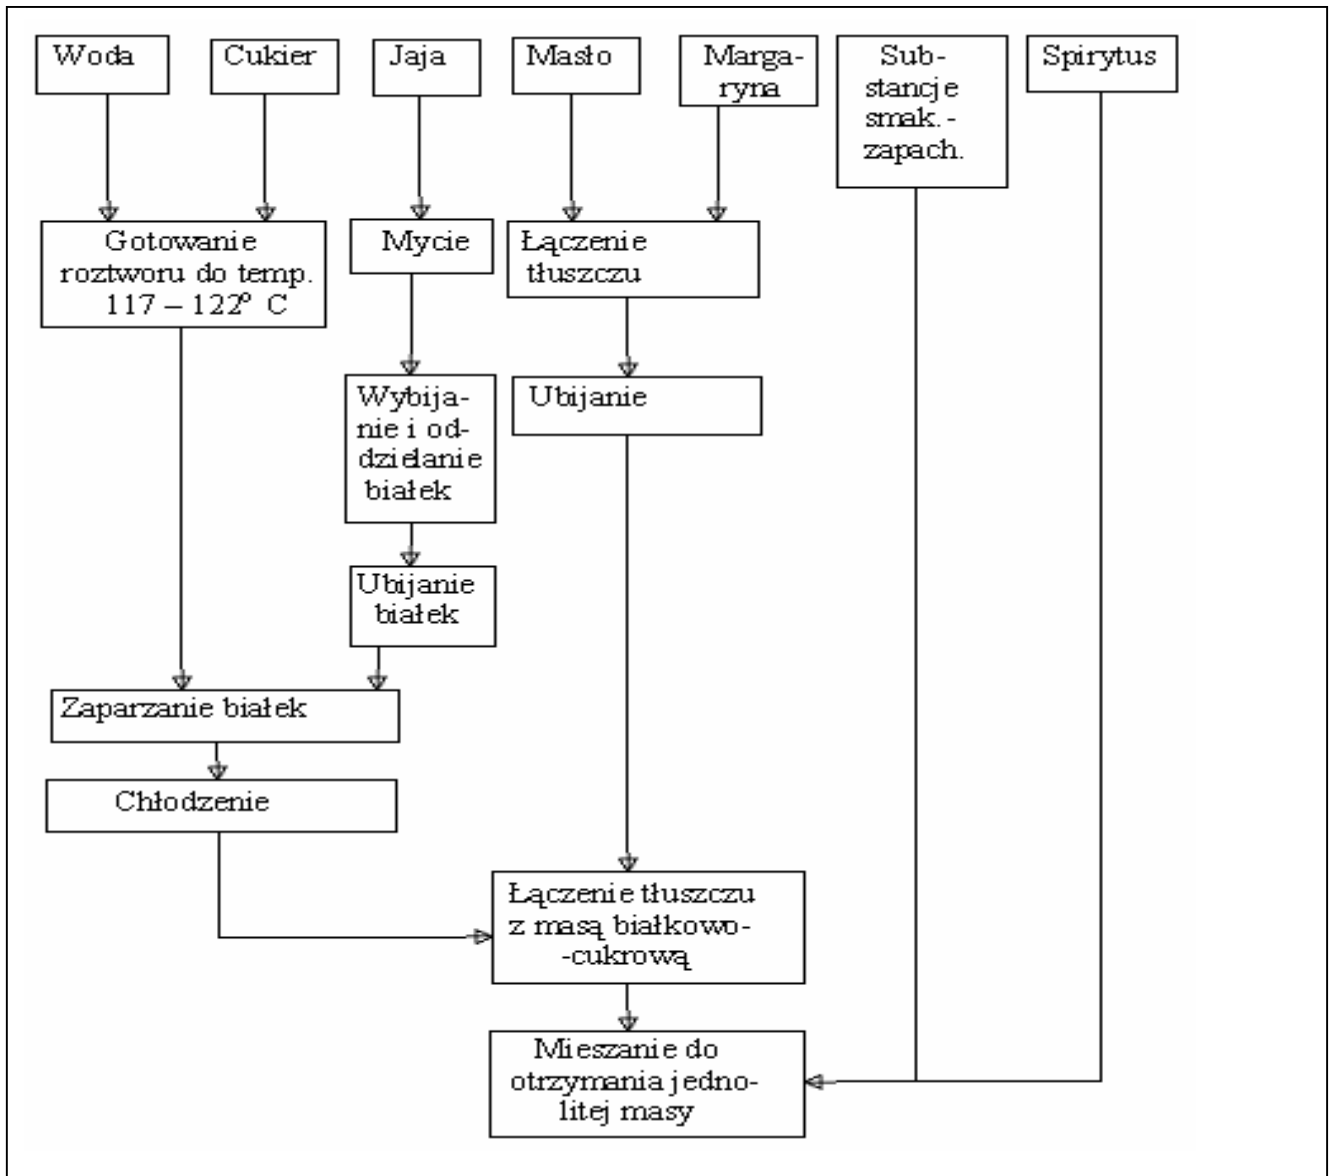 Woda
Cukier
Jaja
Masło
Marga-
ryna
Sub-
stancje
smak.-
zapach.
Spirytus
Gotowanie
roztworu do temp.
117 – 122° C
Mycie
Łączenie
tłuszczu
Wybija-
nie i od-
dzielanie
białek
Ubijanie
Ubijanie
białek
Zaparzanie białek
Chłodzenie
Łączenie tłuszczu
z masą białkowo-
-cukrową
Mieszanie do
otrzymania jedno-
litej masy